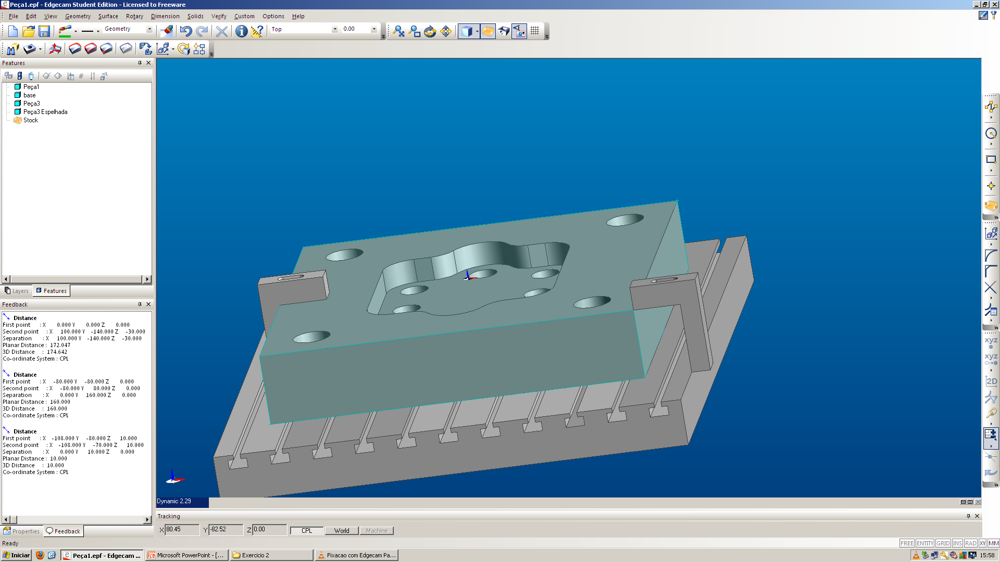 Peça1.epf - Edgecam Student Edition - Licensed to Freeware
File Edit View Geometry Surface Rotary Dimension Solids Verify Custom Options Help
Geometry Top 0.00
Features
Peça1
base
Peça3
Peça3 Espelhada
Stock
Layers Features
Feedback
Distance
First point : X 0.000 Y 0.000 Z 0.000
Second point : X 100.000 Y -140.000 Z -30.000
Separation : X 100.000 Y -140.000 Z -30.000
Planar Distance : 172.047
3D Distance : 174.642
Co-ordinate System : CPL
Distance
First point : X -80.000 Y -80.000 Z 0.000
Second point : X -80.000 Y 80.000 Z 0.000
Separation : X 0.000 Y 160.000 Z 0.000
Planar Distance : 160.000
3D Distance : 160.000
Co-ordinate System : CPL
Distance
First point : X -108.000 Y -80.000 Z 10.000
Second point : X -108.000 Y -70.000 Z 10.000
Separation : X 0.000 Y 10.000 Z 0.000
Planar Distance : 10.000
3D Distance : 10.000
Co-ordinate System : CPL
Properties Feedback
xyz
xyz
2D
Dynamic 2.29
Tracking
X 80.45 Y -82.52 Z 0.00 CPL World Machine
Ready
FREE ENTITY GRID INS RAD XY MM
Iniciar Peça1.epf - Edgecam ... Microsoft PowerPoint - [... Exercicio 2 Fixacao com Edgecam Pa... 15:58